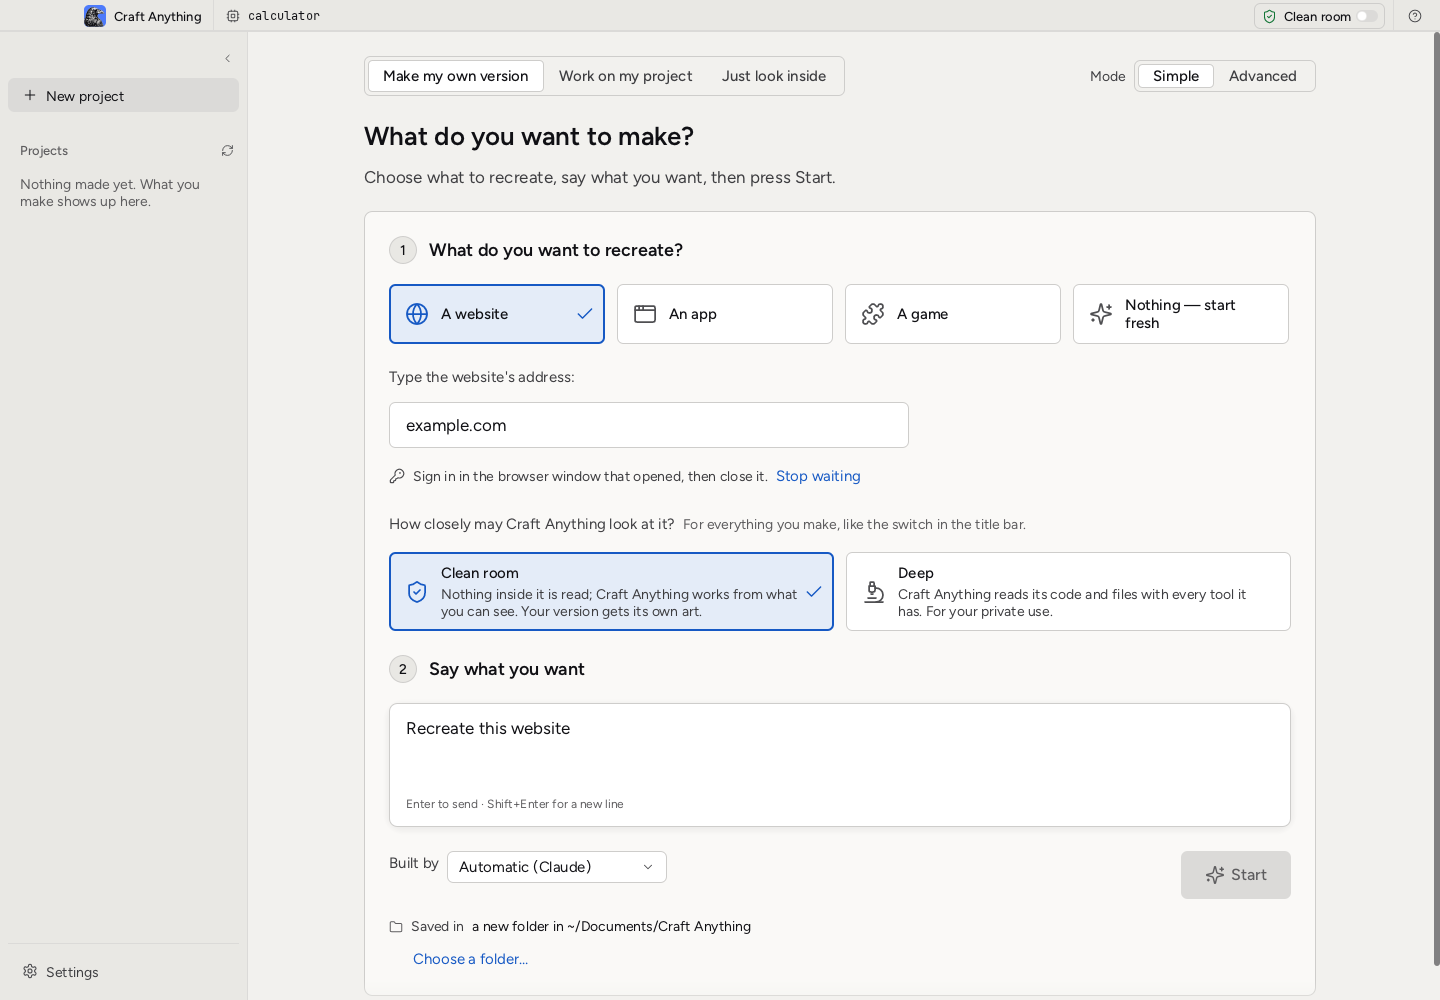 Craft Anything
calculator
Clean room
New project
Projects
Nothing made yet. What you
make shows up here.
Settings
Make my own version
Work on my project
Just look inside
Mode
Simple
Advanced
What do you want to make?
Choose what to recreate, say what you want, then press Start.
1
What do you want to recreate?
A website
An app
A game
Nothing — start
fresh
Type the website's address:
example.com
Sign in in the browser window that opened, then close it. Stop waiting
How closely may Craft Anything look at it? For everything you make, like the switch in the title bar.
Clean room
Nothing inside it is read; Craft Anything works from what
you can see. Your version gets its own art.
Deep
Craft Anything reads its code and files with every tool it
has. For your private use.
2
Say what you want
Recreate this website
Enter to send · Shift+Enter for a new line
Built by
Automatic (Claude)
Start
Saved in a new folder in ~/Documents/Craft Anything
Choose a folder...